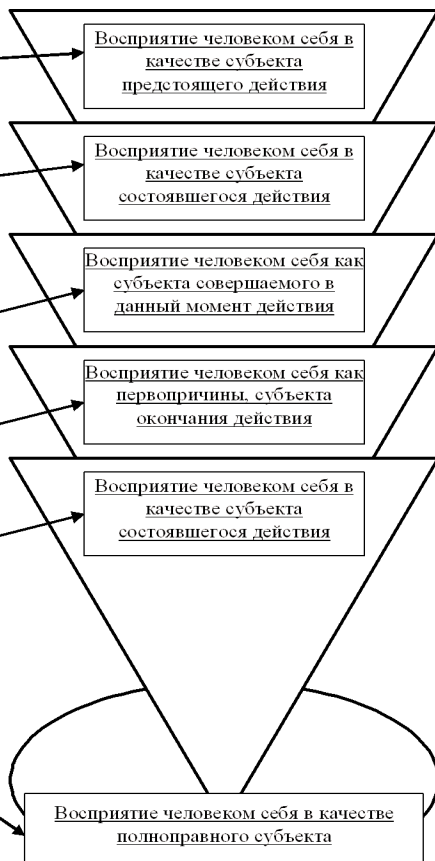 Восприятие человеком себя в
качестве субъекта
предстоящего действия
Восприятие человеком себя в
качестве субъекта
состоявшегося действия
Восприятие человеком себя как
субъекта совершаемого в
данный момент действия
Восприятие человеком себя как
первопричины, субъекта
окончания действия
Восприятие человеком себя в
качестве субъекта
состоявшегося действия
Восприятие человеком себя в качестве
полноправного субъекта